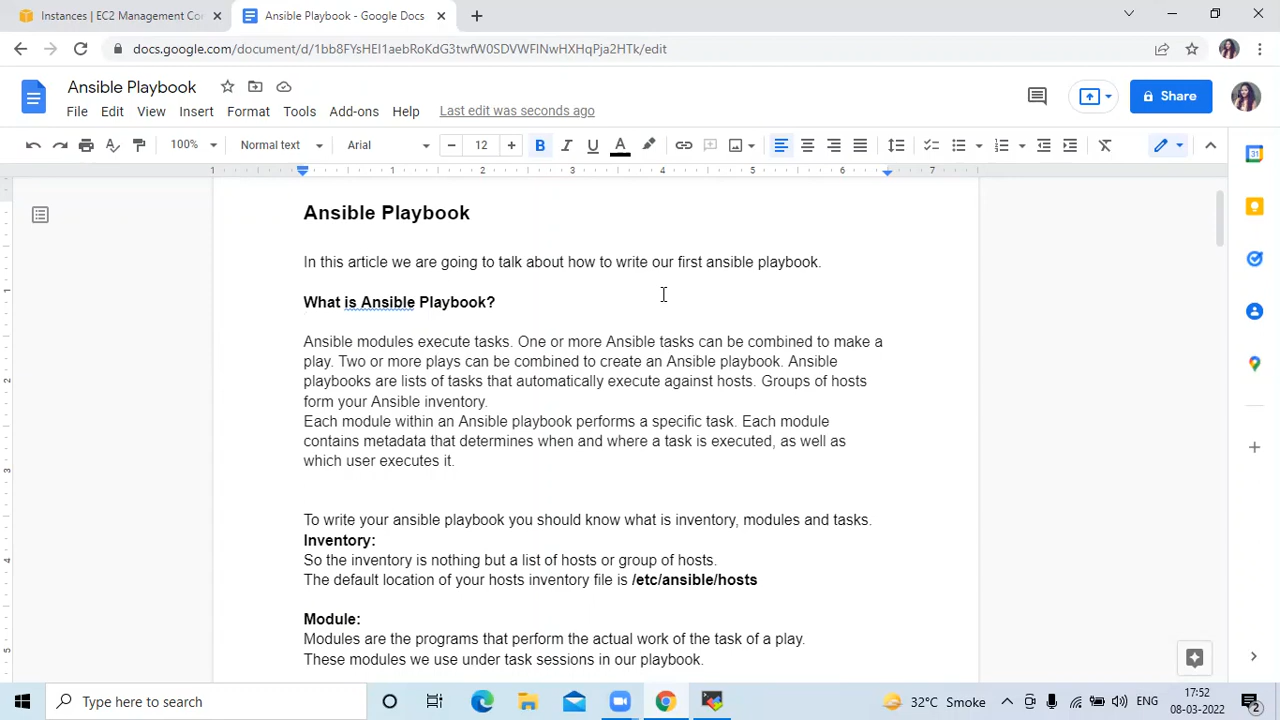 Instances | EC2 Management Co
Ansible Playbook - Google Docs
docs.google.com/document/d/1bb8FYsHEI1aebRoKdG3twfW0SDVWFlNwHXHqPja2HTk/edit
Ansible Playbook
File Edit View Insert Format Tools Add-ons Help Last edit was seconds ago
Share
100% Normal text Arial 12
1 1 2 3 4 5 6 7
Ansible Playbook
In this article we are going to talk about how to write our first ansible playbook.
What is Ansible Playbook?
Ansible modules execute tasks. One or more Ansible tasks can be combined to make a
play. Two or more plays can be combined to create an Ansible playbook. Ansible
playbooks are lists of tasks that automatically execute against hosts. Groups of hosts
form your Ansible inventory.
Each module within an Ansible playbook performs a specific task. Each module
contains metadata that determines when and where a task is executed, as well as
which user executes it.
To write your ansible playbook you should know what is inventory, modules and tasks.
Inventory:
So the inventory is nothing but a list of hosts or group of hosts.
The default location of your hosts inventory file is /etc/ansible/hosts
Module:
Modules are the programs that perform the actual work of the task of a play.
These modules we use under task sessions in our playbook.
Type here to search
32°C Smoke
ENG
17:52
08-03-2022
2